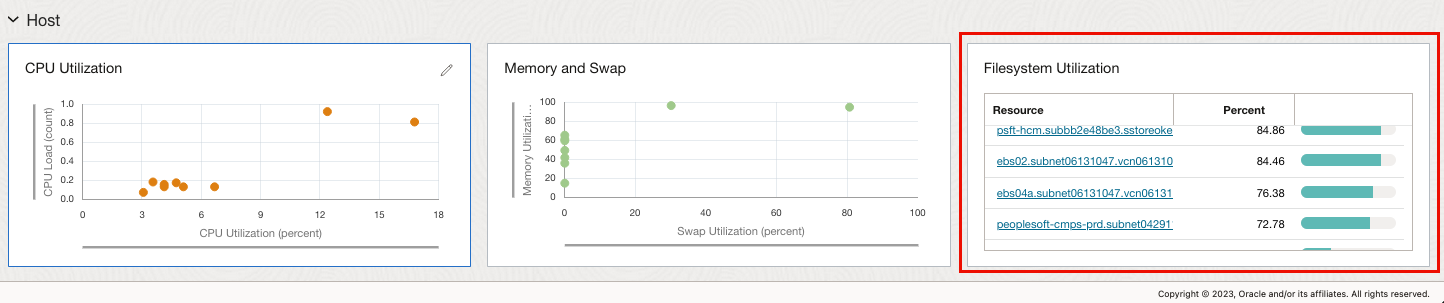 Host
CPU Utilization
CPU Load (count)
1.0
0.8
0.6
0.4
0.2
0.0
0 3 6 9 12 15 18
CPU Utilization (percent)
Memory and Swap
Memory Utilizati...
100
80
60
40
20
0
0 20 40 60 80 100
Swap Utilization (percent)
Filesystem Utilization
Resource Percent
psft-hcm.subbb2e48be3.sstoreoke 84.86
ebs02.subnet06131047.vcn061310 84.46
ebs04a.subnet06131047.vcn06131 76.38
peoplesoft-cmps-prd.subnet04291 72.78
Copyright © 2023, Oracle and/or its affiliates. All rights reserved.